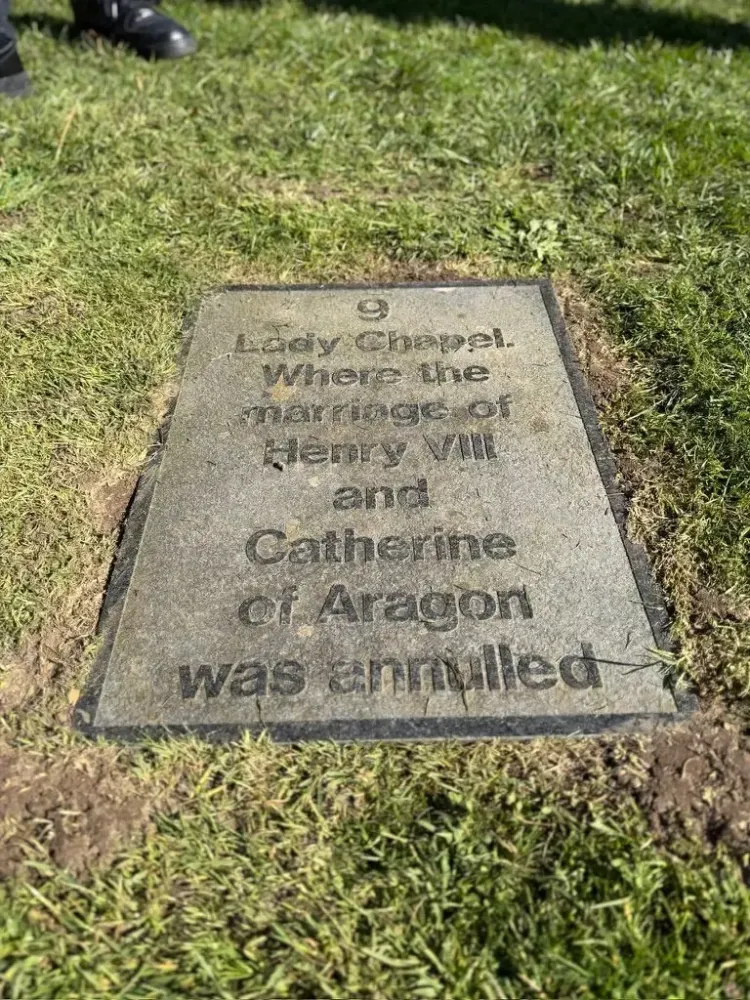 9
Lady Chapel.
Where the
marriage of
Henry VIII
and
Catherine
of Aragon
was annulled